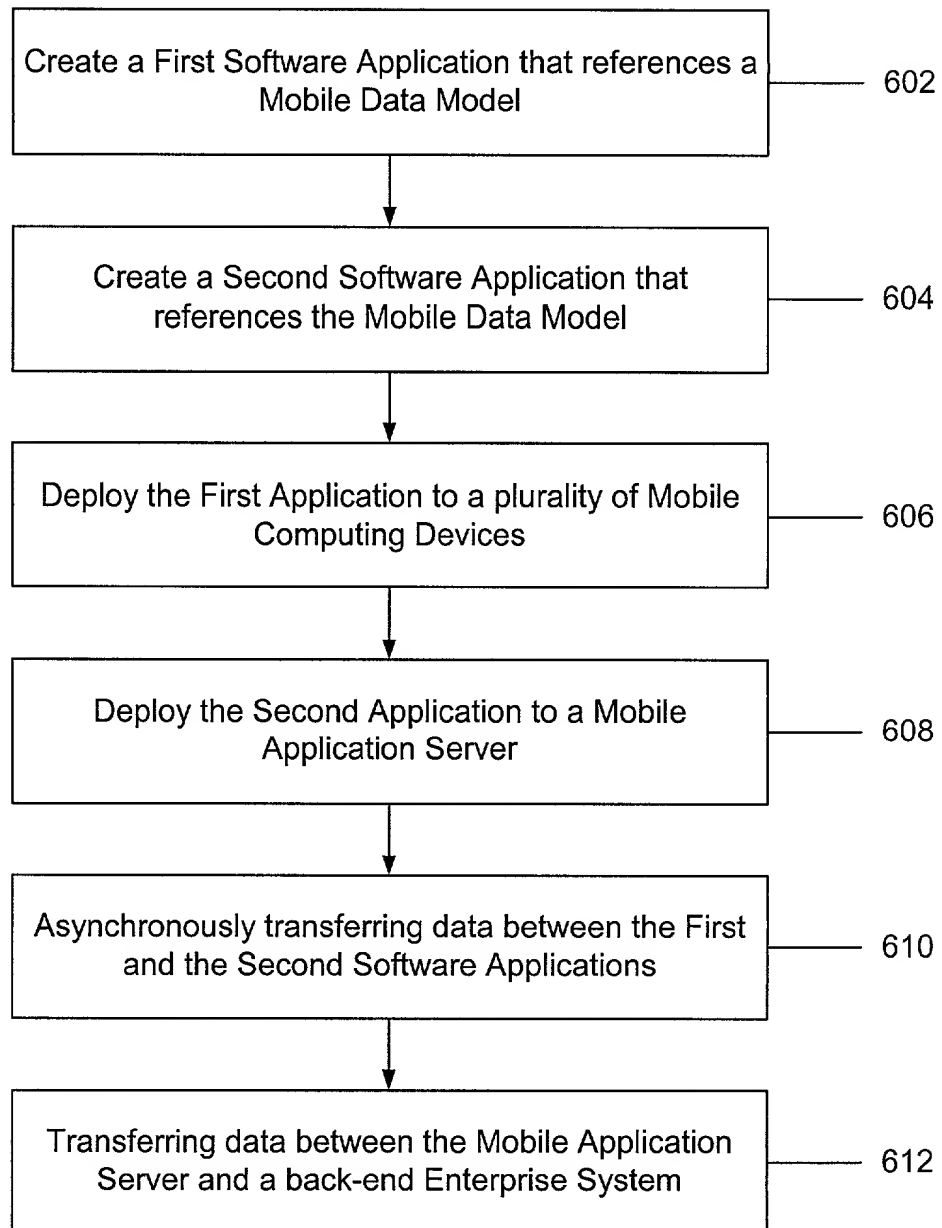 Create a First Software Application that references a
Mobile Data Model
602
Create a Second Software Application that
references the Mobile Data Model
604
Deploy the First Application to a plurality of Mobile
Computing Devices
606
Deploy the Second Application to a Mobile
Application Server
608
Asynchronously transferring data between the First
and the Second Software Applications
610
Transferring data between the Mobile Application
Server and a back-end Enterprise System
612